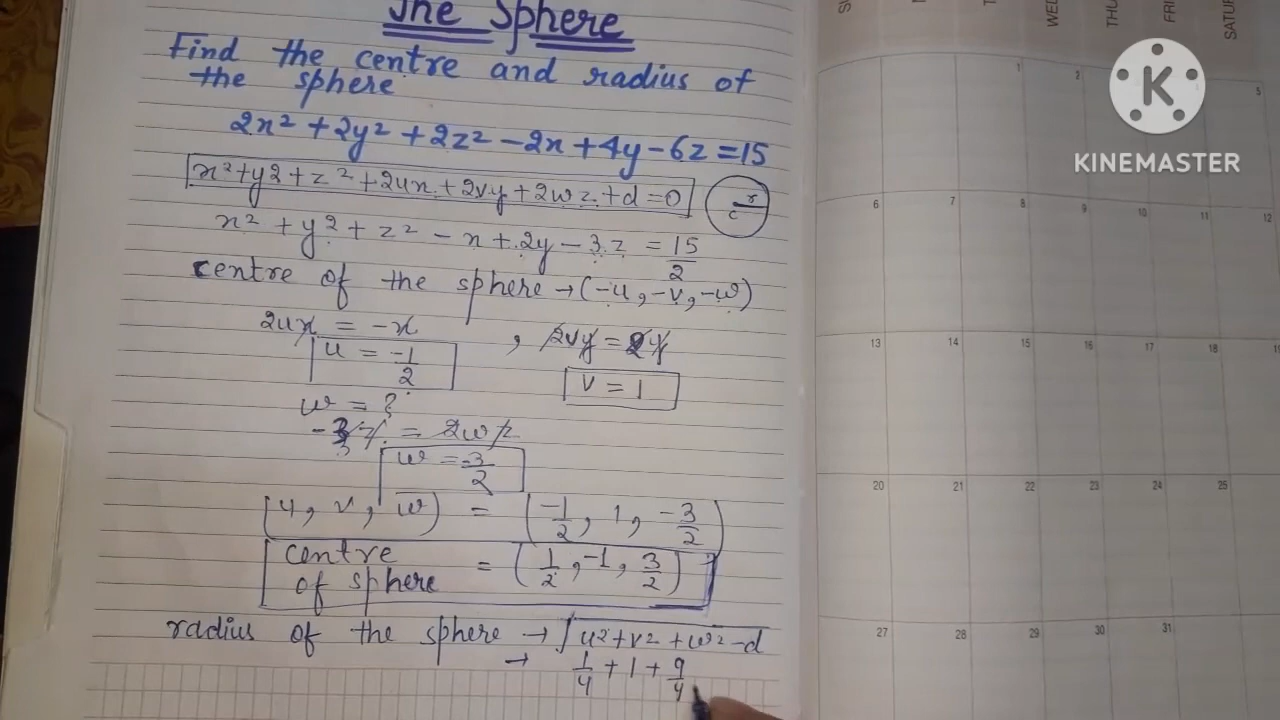 The Sphere
Find the centre and radius of
the sphere
2x² + 2y² + 2z² - 2x + 4y - 6z = 15
x² + y² + z² + 2ux + 2vy + 2wz + d = 0
c r
x² + y² + z² - x + 2y - 3z = 15/2
centre of the sphere → (-u, -v, -w)
2ux = -x , 2vy = 2y
u = -1/2 v = 1
w = ?
-3z = 2wz
w = -3/2
(u, v, w) = (-1/2, 1, -3/2)
centre of sphere = (1/2, -1, 3/2)
radius of the sphere → √u² + v² + w² - d
→ 1/4 + 1 + 9/4
K
KINEMASTER
WED THU FRI SATUR
1 2 5
6 7 8 9 10 11 12
13 14 15 16 17 18
20 21 22 23 24 25
27 28 29 30 31